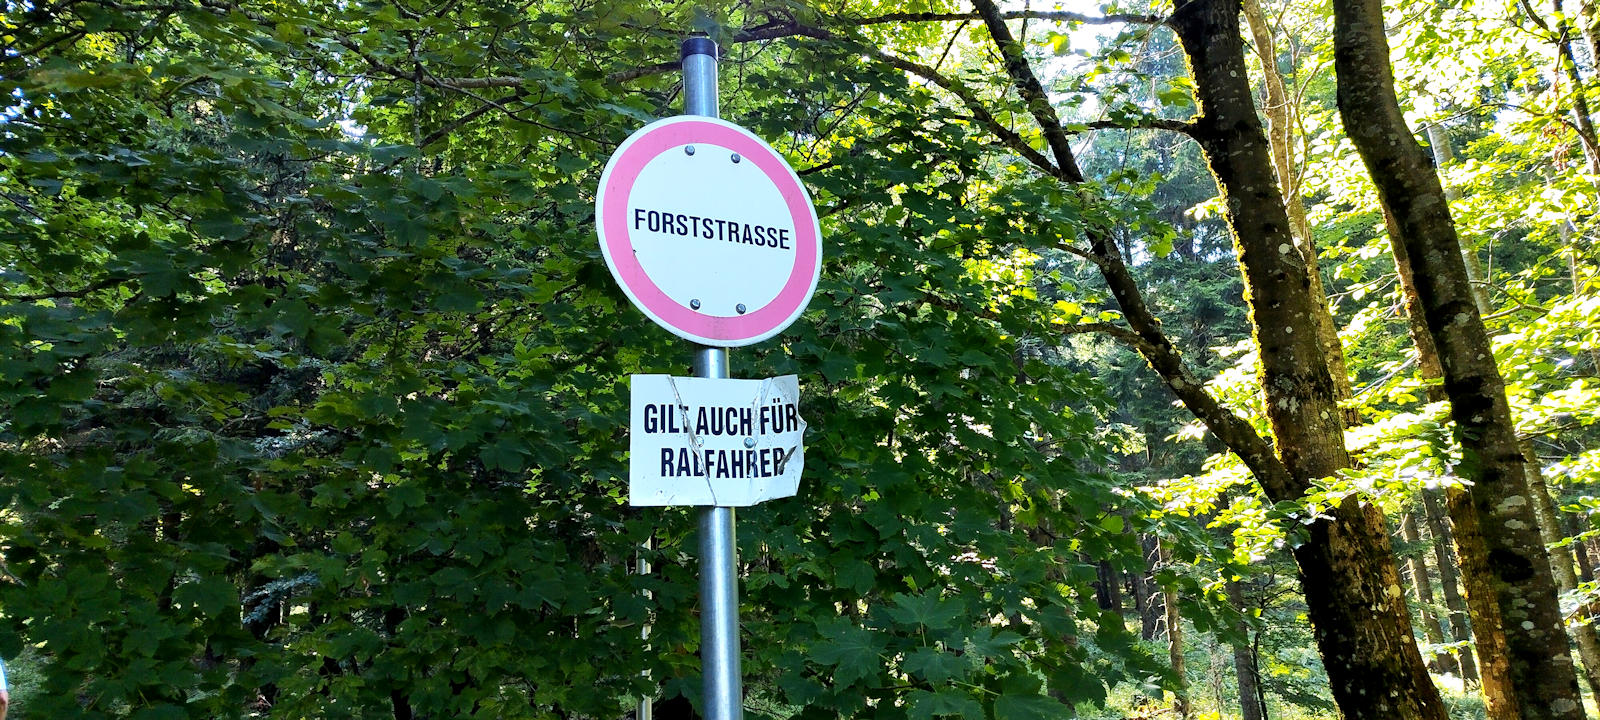 FORSTSTRASSE
GILT AUCH FÜR
RADFAHRER